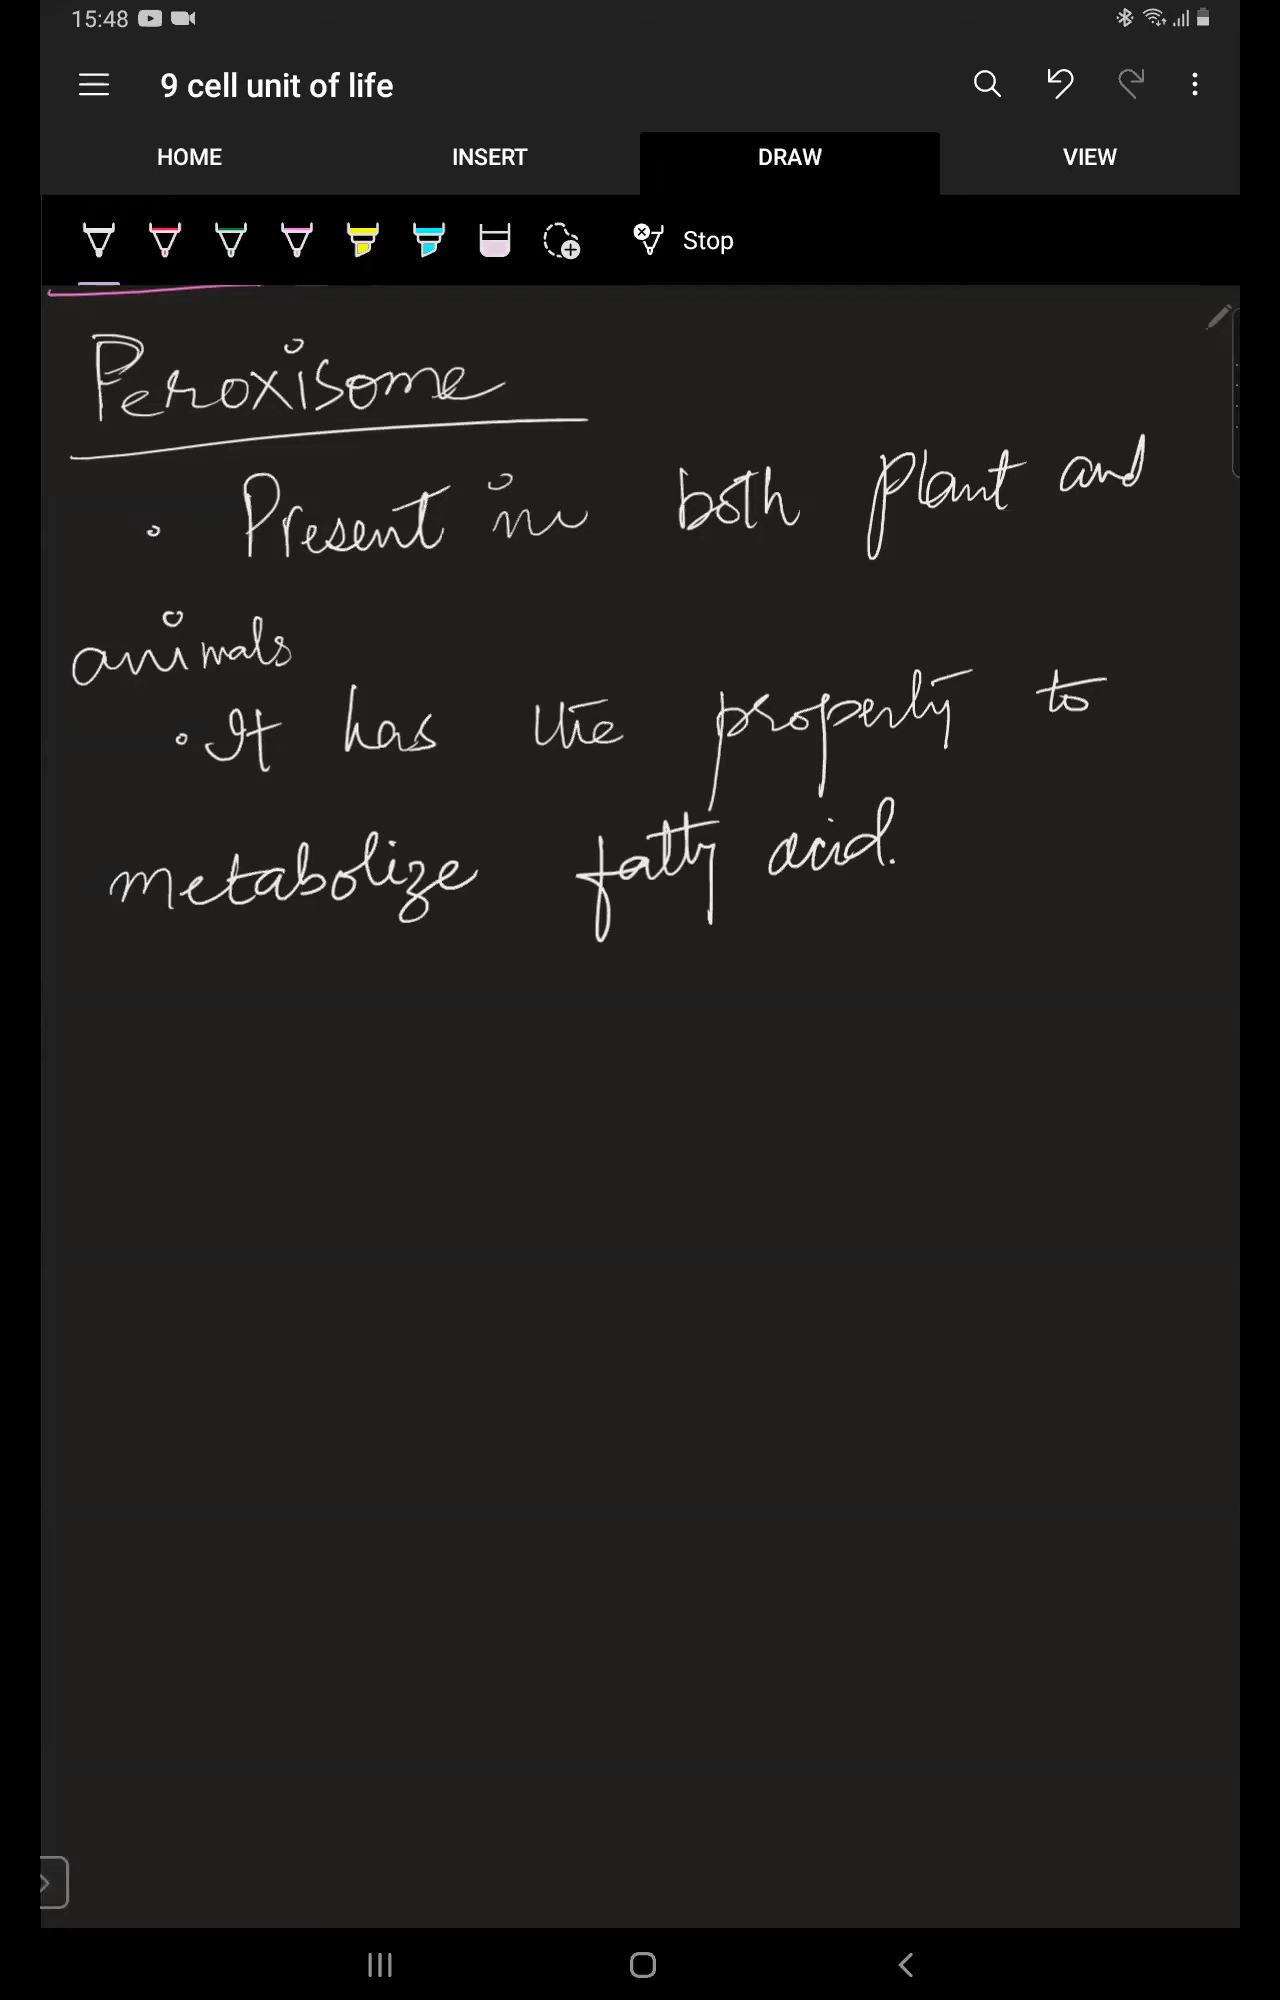 15:48
9 cell unit of life
HOME INSERT DRAW VIEW
Stop
Peroxisome
• Present in both plant and
animals
• It has the property to
metabolize fatty acid.